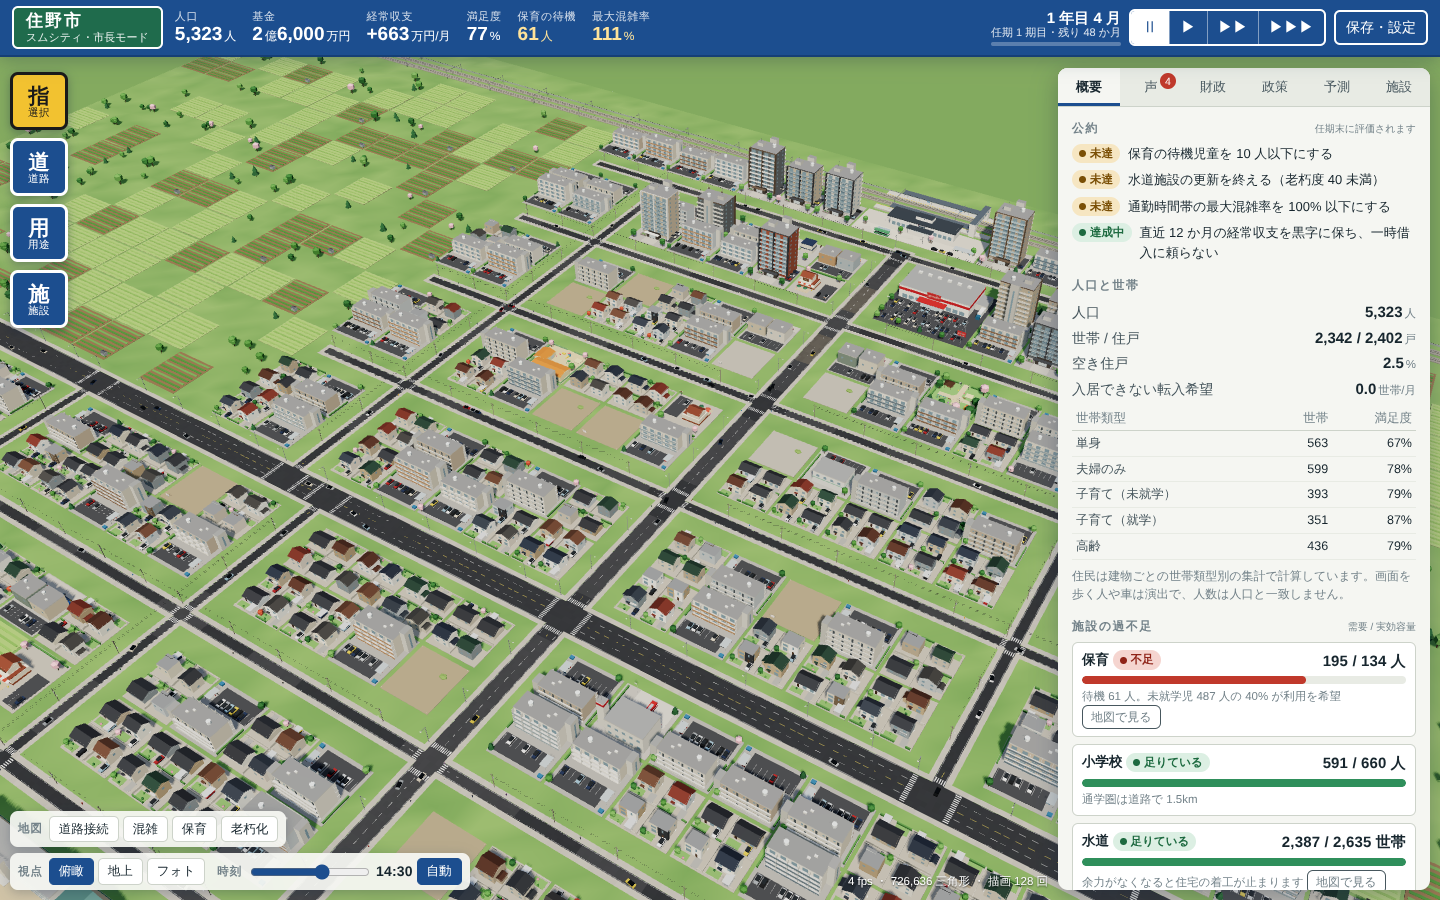 住野市
スムシティ・市長モード
人口
5,323人
基金
2億6,000万円
経常収支
+663万円/月
満足度
77%
保育の待機
61人
最大混雑率
111%
1 年目 4 月
任期 1 期目・残り 48 か月
保存・設定
指
選択
道
道路
用
用途
施
施設
概要
声
4
財政
政策
予測
施設
公約
任期末に評価されます
未達 保育の待機児童を 10 人以下にする
未達 水道施設の更新を終える（老朽度 40 未満）
未達 通勤時間帯の最大混雑率を 100% 以下にする
達成中 直近 12 か月の経常収支を黒字に保ち、一時借
入に頼らない
人口と世帯
人口 5,323人
世帯 / 住戸 2,342 / 2,402戸
空き住戸 2.5%
入居できない転入希望 0.0世帯/月
世帯類型 世帯 満足度
単身 563 67%
夫婦のみ 599 78%
子育て（未就学） 393 79%
子育て（就学） 351 87%
高齢 436 79%
住民は建物ごとの世帯類型別の集計で計算しています。画面を
歩く人や車は演出で、人数は人口と一致しません。
施設の過不足 需要 / 実効容量
保育 不足 195 / 134 人
待機 61 人。未就学児 487 人の 40% が利用を希望
地図で見る
小学校 足りている 591 / 660 人
通学圏は道路で 1.5km
水道 足りている 2,387 / 2,635 世帯
余力がなくなると住宅の着工が止まります 地図で見る
地図 道路接続 混雑 保育 老朽化
視点 俯瞰 地上 フォト 時刻 14:30 自動
4 fps ・ 726,636 三角形 ・ 描画 128 回